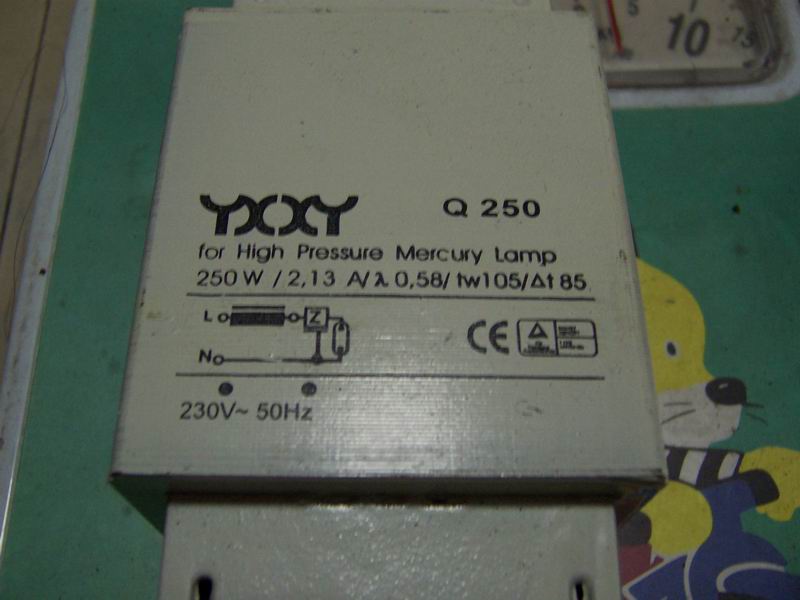 5
10
YXXY
Q 250
for High Pressure Mercury Lamp
250 W / 2,13 A/λ 0,58/ tw105/Δt 85
L
Z
N
CE
230V~ 50Hz